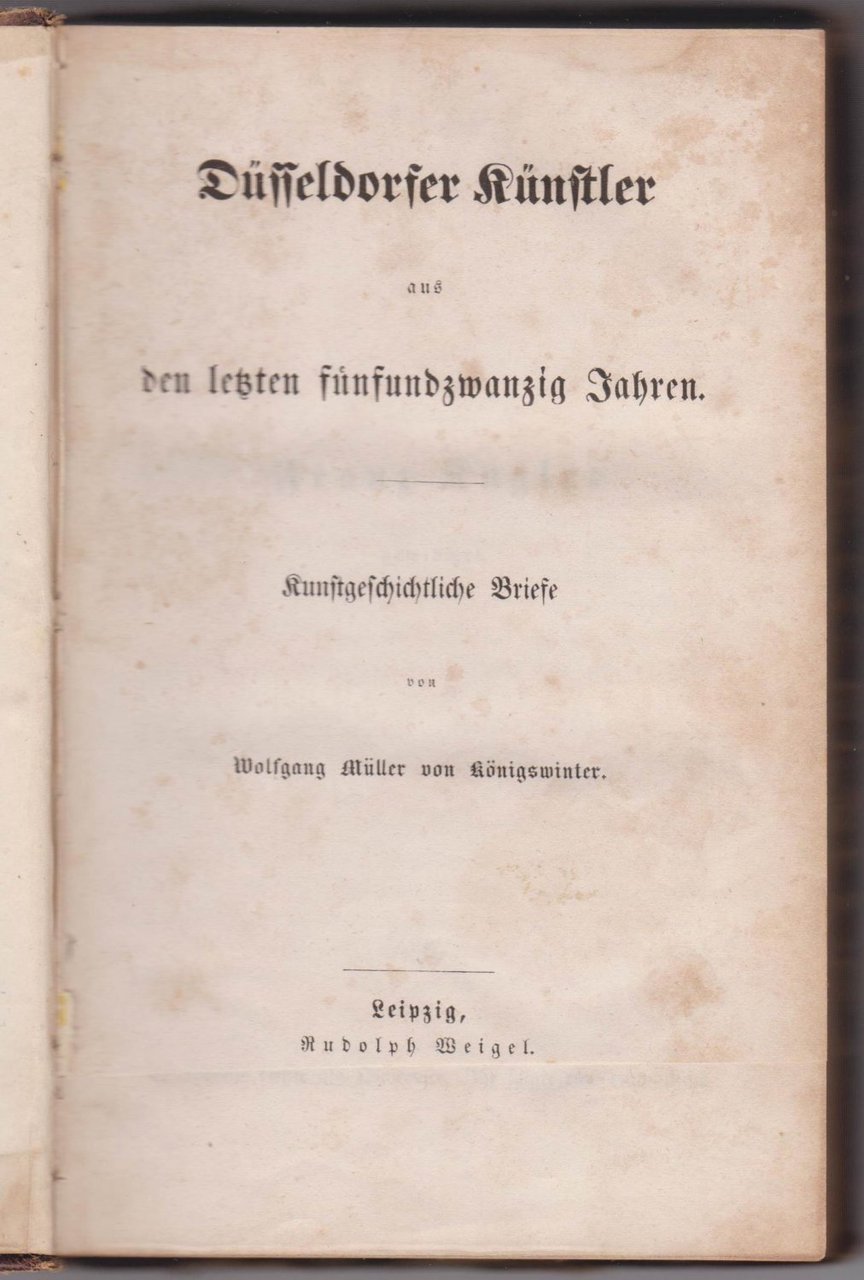 Düsseldorfer Künstler
aus
den letzten fünfundzwanzig Jahren.
Kunstgeschichtliche Briefe
von
Wolfgang Müller von Königswinter.
Leipzig,
Rudolph Weigel.